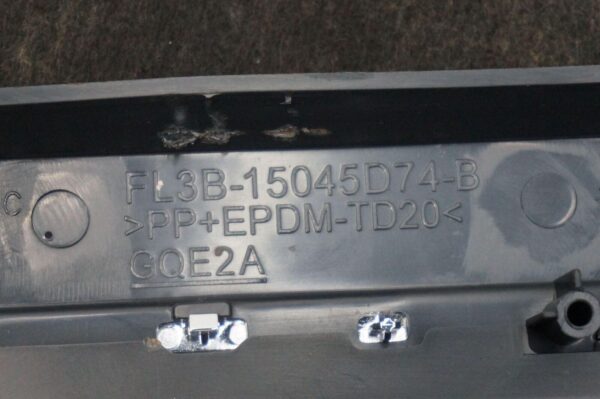 FL3B-15045D74-B
>PP+EPDM-TD20<
GQE2A
C